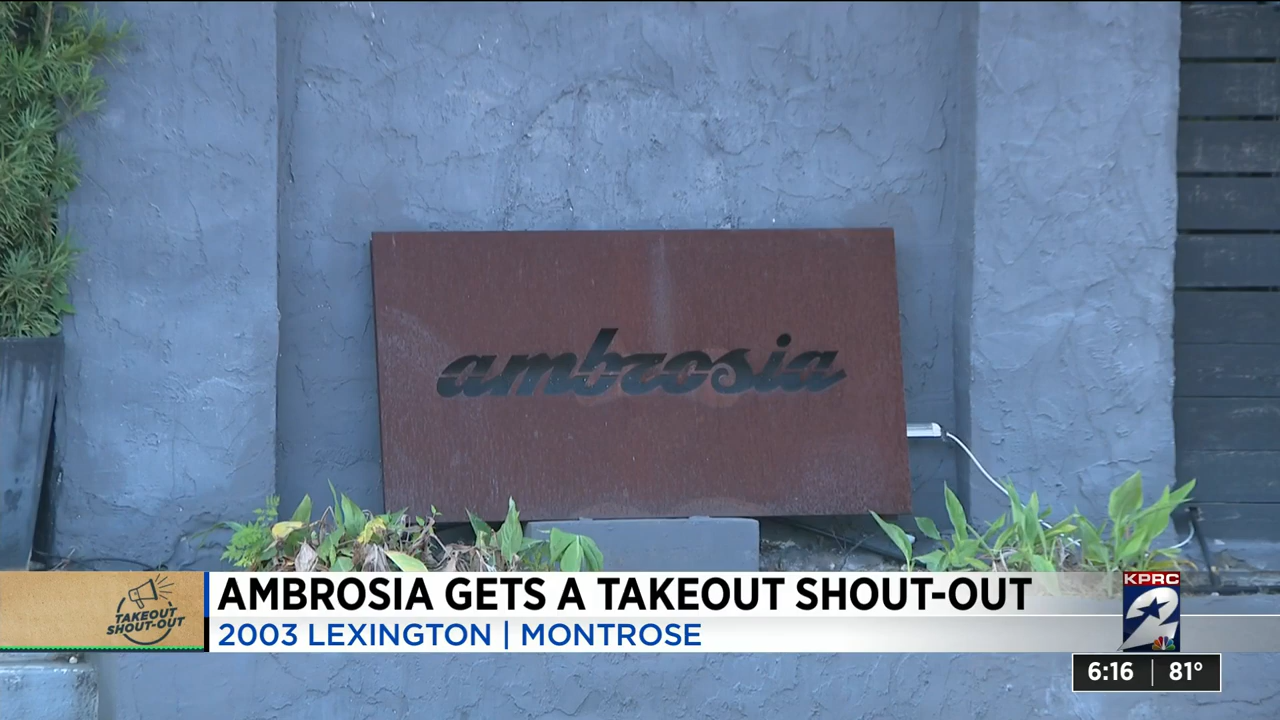 ambrosia
TAKEOUT
SHOUT-OUT
AMBROSIA GETS A TAKEOUT SHOUT-OUT
2003 LEXINGTON | MONTROSE
KPRC
2
6:16 | 81°